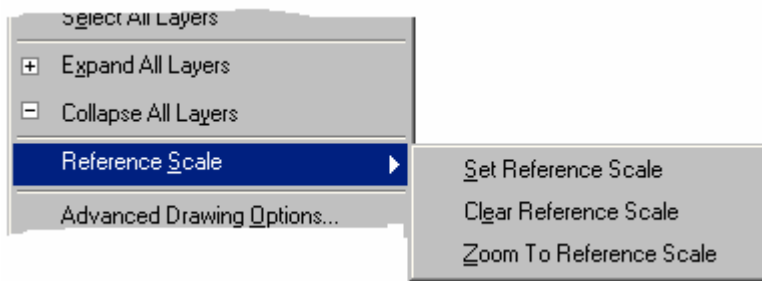 Select All Layers
Expand All Layers
Collapse All Layers
Reference Scale
Set Reference Scale
Clear Reference Scale
Advanced Drawing Options...
Zoom To Reference Scale